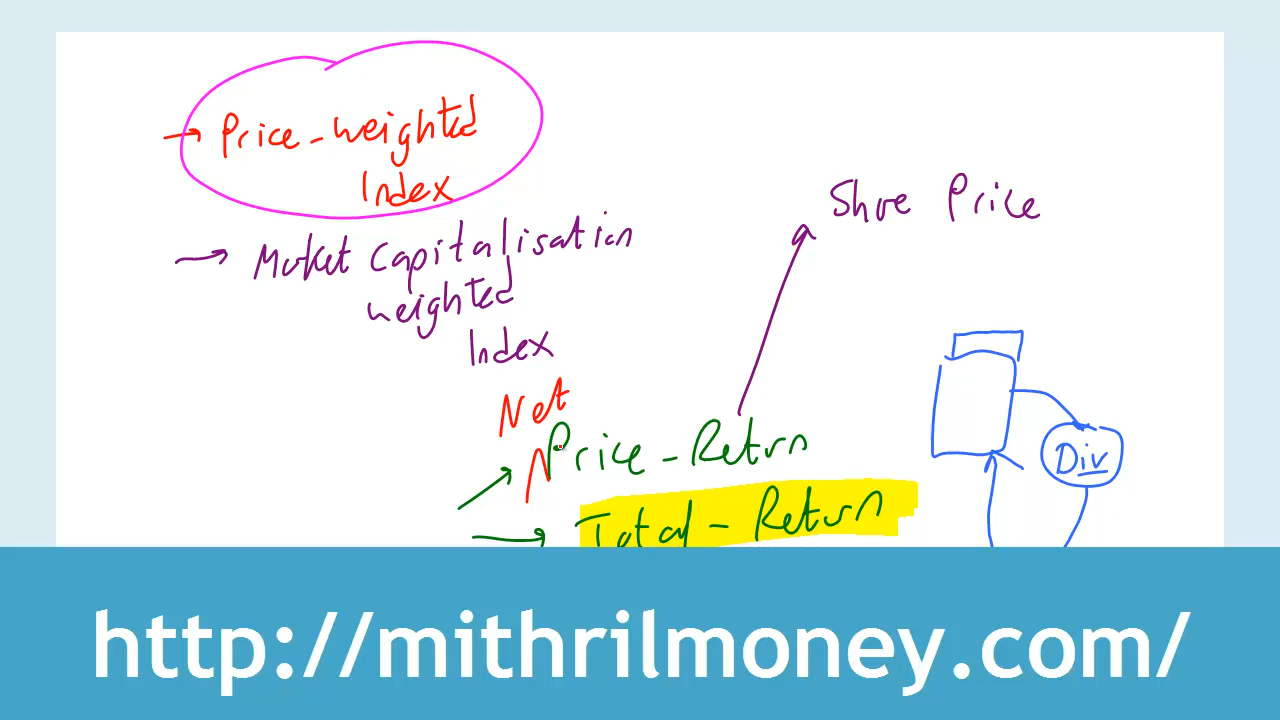 → Price-weighted
Index
→ Market Capitalisation
weighted
Index
Share Price
Net
N
Price-Return
Total-Return
Div
http://mithrilmoney.com/